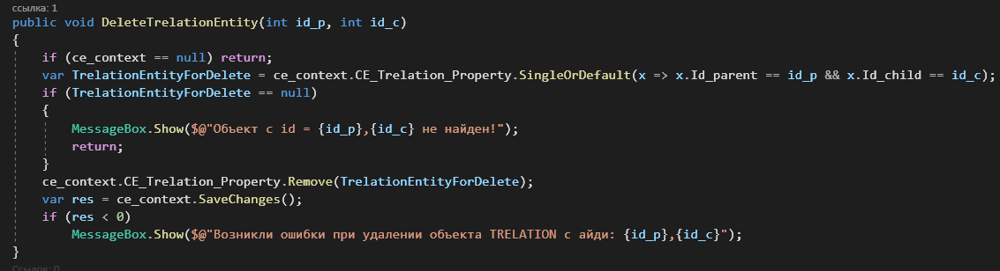 ссылка: 1
public void DeleteTrelationEntity(int id_p, int id_c)
{
if (ce_context == null) return;
var TrelationEntityForDelete = ce_context.CE_Trelation_Property.SingleOrDefault(x => x.Id_parent == id_p && x.Id_child == id_c);
if (TrelationEntityForDelete == null)
{
MessageBox.Show($@"Объект с id = {id_p},{id_c} не найден!");
return;
}
ce_context.CE_Trelation_Property.Remove(TrelationEntityForDelete);
var res = ce_context.SaveChanges();
if (res < 0)
MessageBox.Show($@"Возникли ошибки при удалении объекта TRELATION с айди: {id_p},{id_c}");
}
Ссылок: 0